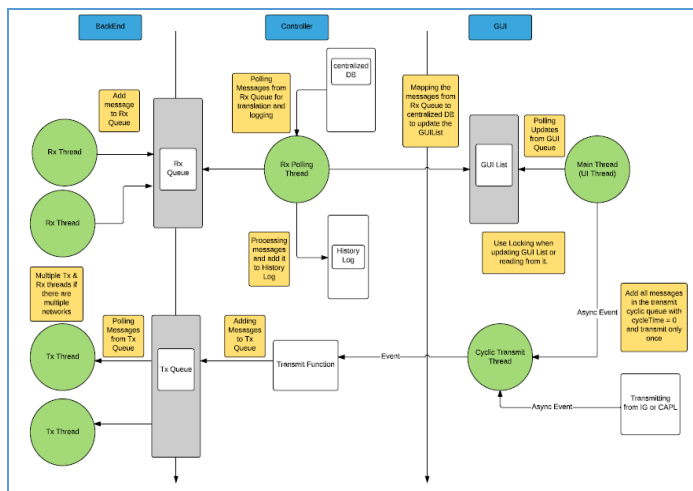 BackEnd
Controller
GUI
Add
message
to Rx
Queue
Polling
Messages from
Rx Queue for
translation and
logging
centralized
DB
Mapping the
messages from
Rx Queue to
centralized DB
to update the
GUIList
Polling
Updates
from GUI
Queue
Rx Thread
Rx Thread
Rx
Queue
Rx Polling
Thread
GUI List
Main Thread
(UI Thread)
Processing
messages and
add it to
History Log
History
Log
Use Locking when
updating GUI List or
reading from it.
Multiple Tx &
Rx threads if
there are
multiple
networks
Polling
Messages
from Tx
Queue
Adding
Mesasges
to Tx
Queue
Async Event
Add all messages
in the transmit
cyclic queue with
cycleTime = 0
and transmit only
once
Tx Thread
Tx Thread
Tx Queue
Transmit Function
Event
Cyclic Transmit
Thread
Async Event
Transmitting
from IG or CAPL